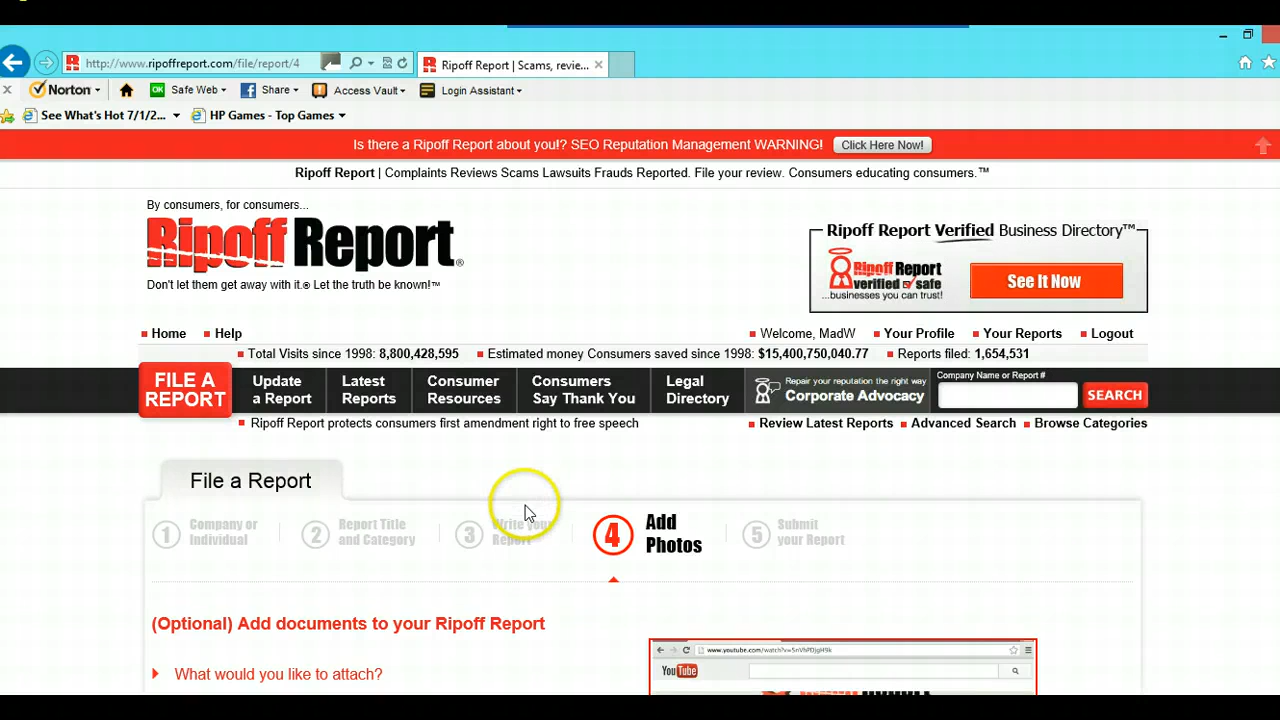 http://www.ripoffreport.com/file/report/4
Ripoff Report | Scams, revie...
Norton
OK Safe Web
Share
Access Vault
Login Assistant
See What's Hot 7/1/2...
HP Games - Top Games
Is there a Ripoff Report about you!? SEO Reputation Management WARNING! Click Here Now!
Ripoff Report | Complaints Reviews Scams Lawsuits Frauds Reported. File your review. Consumers educating consumers.™
By consumers, for consumers...
Ripoff Report®
Don't let them get away with it.® Let the truth be known!™
Ripoff Report Verified Business Directory™
Ripoff Report
verified safe
...businesses you can trust!
See It Now
Home Help
Welcome, MadW Your Profile Your Reports Logout
Total Visits since 1998: 8,800,428,595 Estimated money Consumers saved since 1998: $15,400,750,040.77 Reports filed: 1,654,531
FILE A
REPORT
Update
a Report
Latest
Reports
Consumer
Resources
Consumers
Say Thank You
Legal
Directory
Repair your reputation the right way
Corporate Advocacy
Company Name or Report #
SEARCH
Ripoff Report protects consumers first amendment right to free speech
Review Latest Reports Advanced Search Browse Categories
File a Report
1 Company or
Individual
2 Report Title
and Category
3 Write your
Report
4 Add
Photos
5 Submit
your Report
(Optional) Add documents to your Ripoff Report
What would you like to attach?
www.youtube.com/watch?v=5nVhPDJgH9k
YouTube